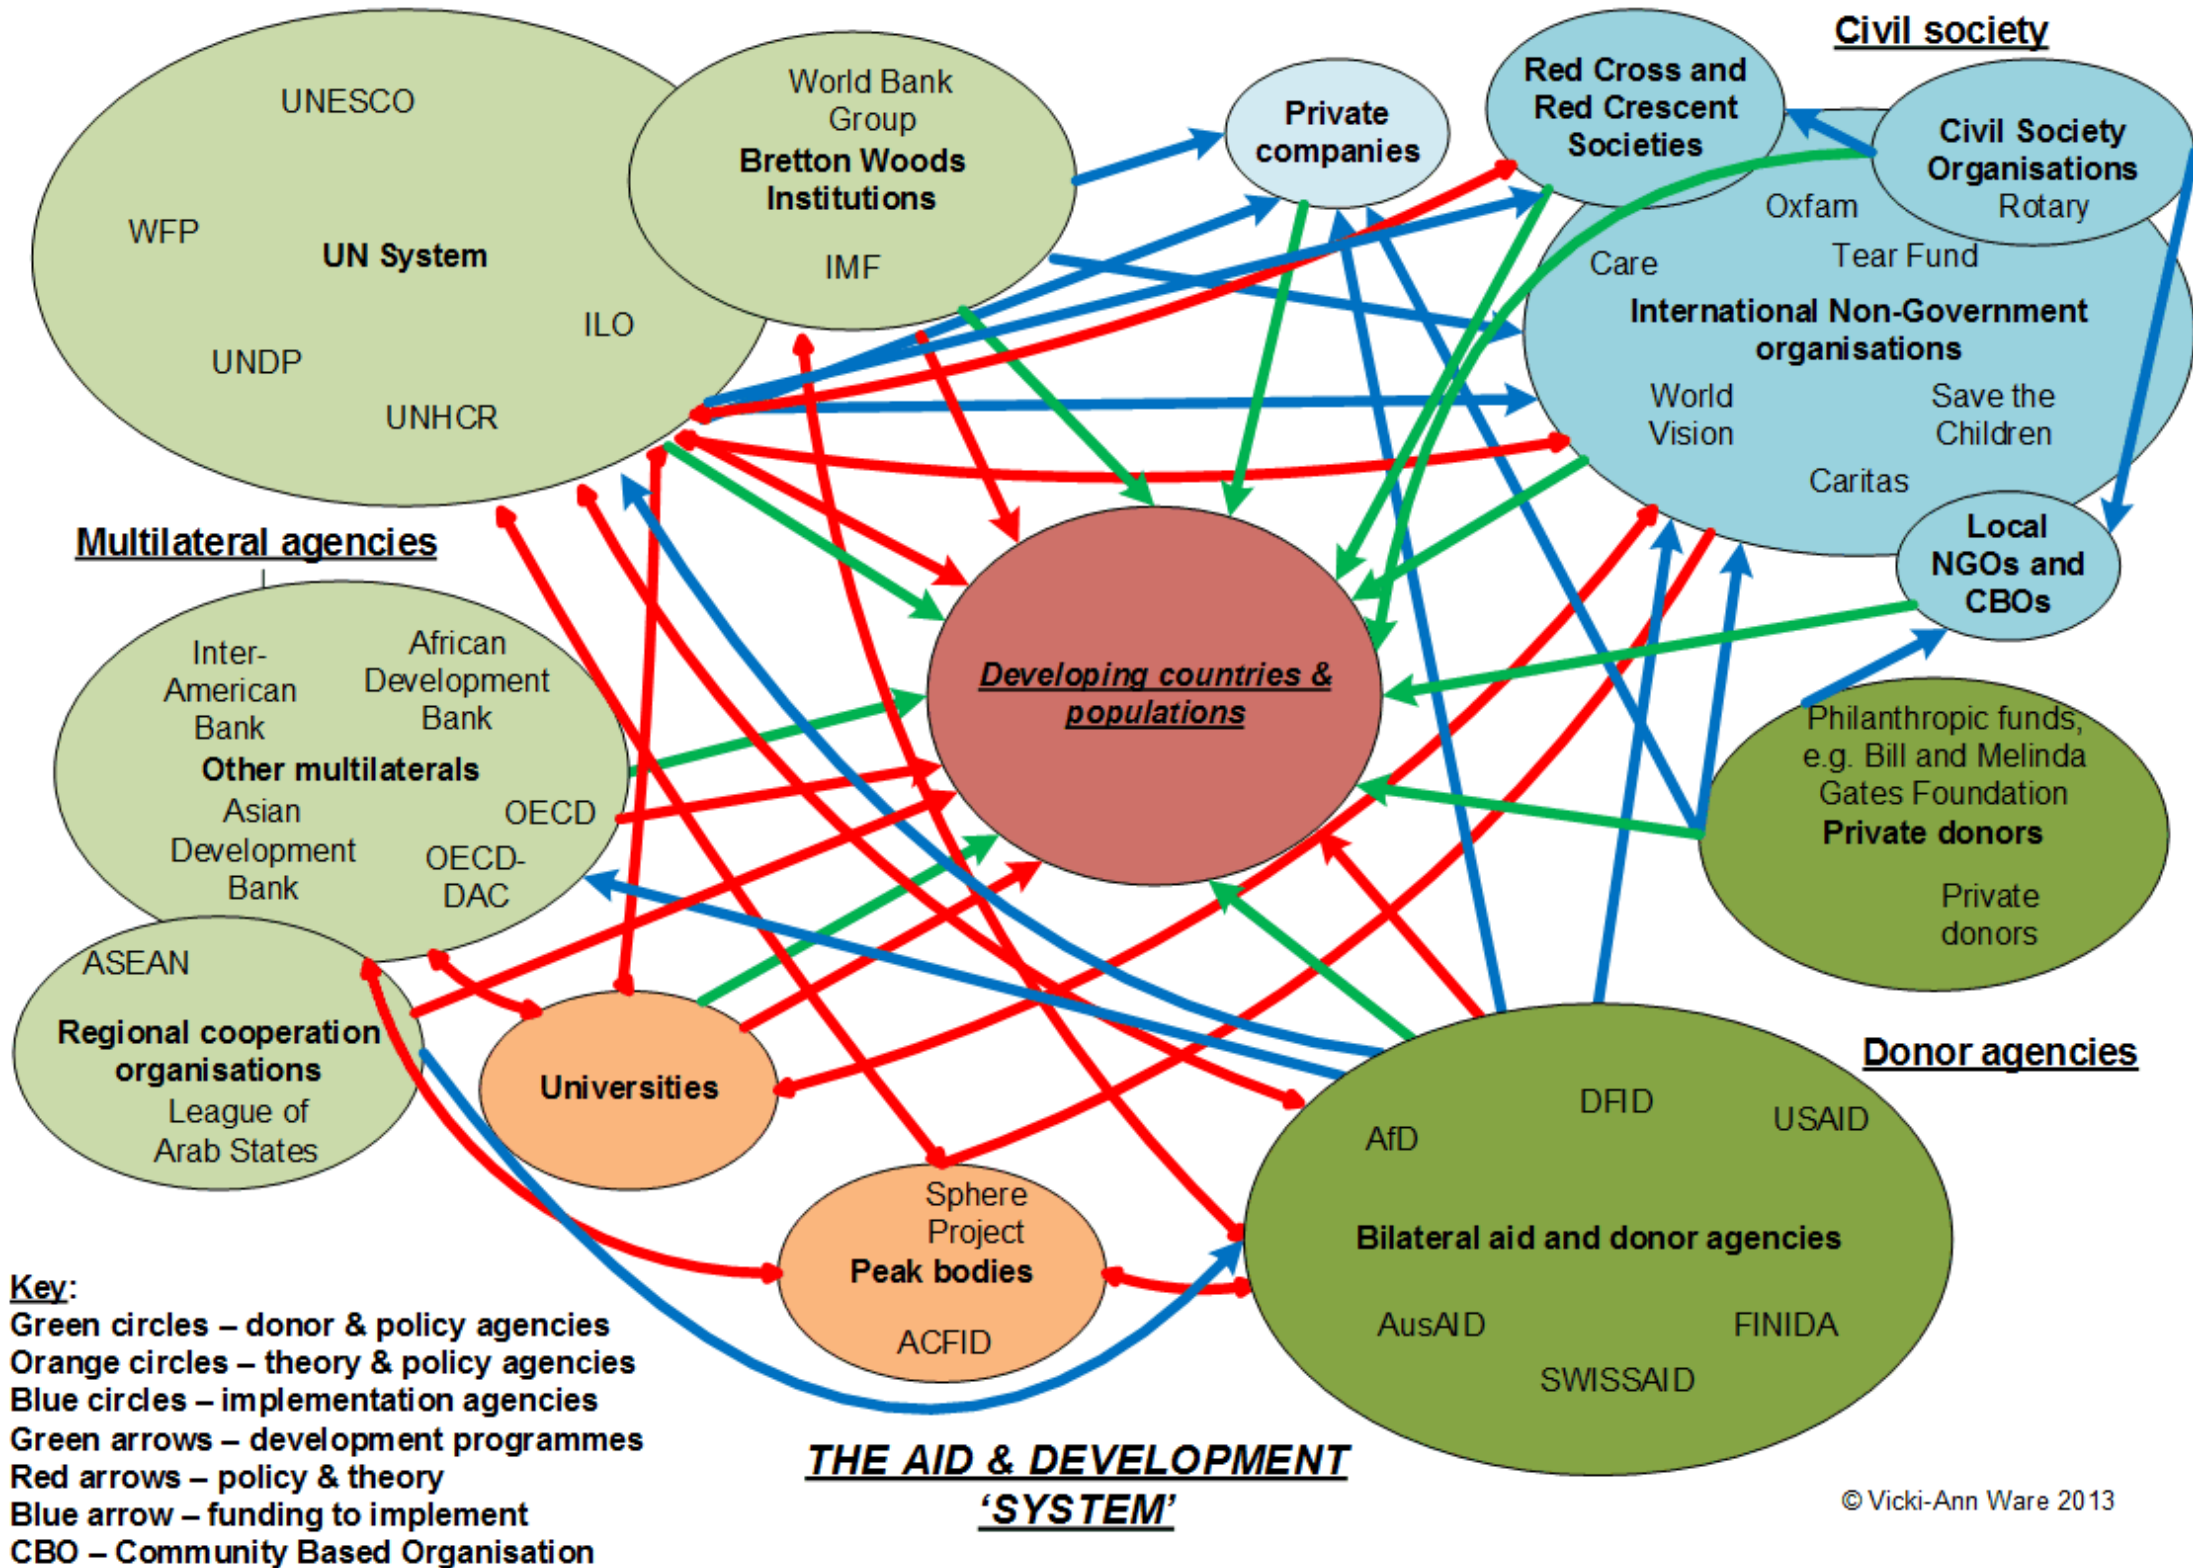 UNESCO
WFP
UN System
ILO
UNDP
UNHCR
World Bank
Group
Bretton Woods
Institutions
IMF
Private
companies
Civil society
Red Cross and
Red Crescent
Societies
Civil Society
Organisations
Rotary
Oxfam
Care
Tear Fund
International Non-Government
organisations
World
Vision
Save the
Children
Caritas
Local
NGOs and
CBOs
Multilateral agencies
Inter-
American
Bank
African
Development
Bank
Other multilaterals
Asian
Development
Bank
OECD
OECD-
DAC
ASEAN
Regional cooperation
organisations
League of
Arab States
Developing countries &
populations
Philanthropic funds,
e.g. Bill and Melinda
Gates Foundation
Private donors
Private
donors
Donor agencies
Universities
Sphere
Project
Peak bodies
ACFID
DFID
USAID
AfD
Bilateral aid and donor agencies
AusAID
FINIDA
SWISSAID
Key:
Green circles – donor & policy agencies
Orange circles – theory & policy agencies
Blue circles – implementation agencies
Green arrows – development programmes
Red arrows – policy & theory
Blue arrow – funding to implement
CBO – Community Based Organisation
THE AID & DEVELOPMENT
‘SYSTEM’
© Vicki-Ann Ware 2013